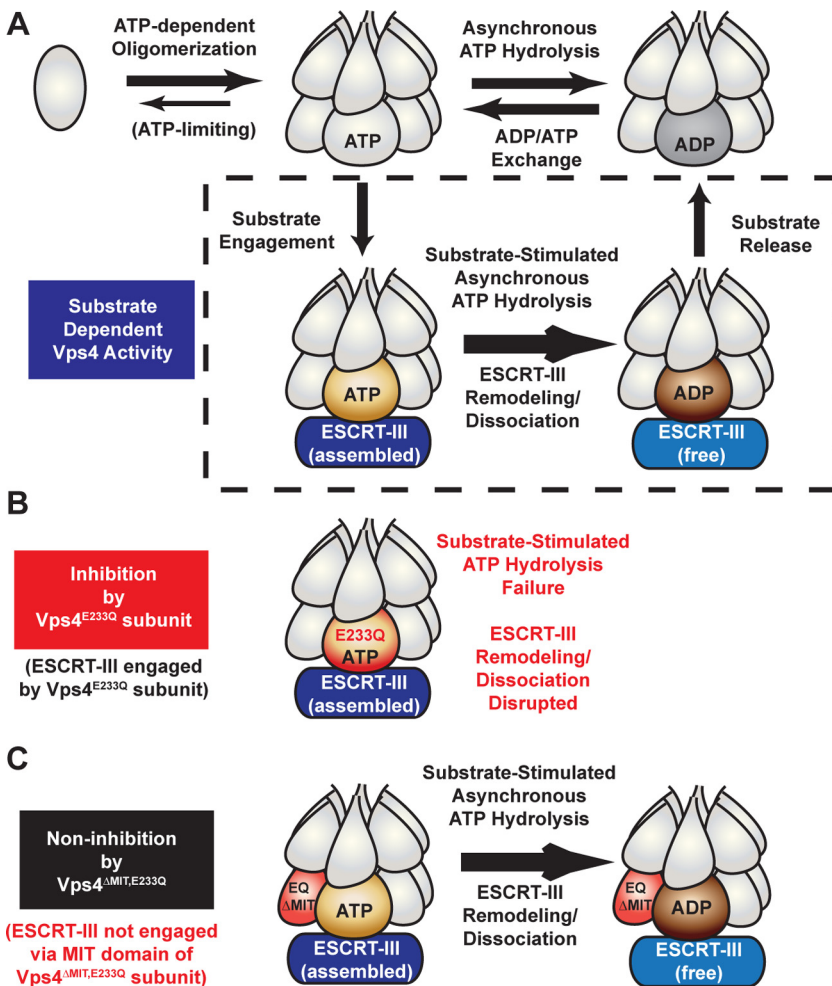 A
ATP-dependent
Oligomerization
(ATP-limiting)
ATP
Asynchronous
ATP Hydrolysis
ADP/ATP
Exchange
ADP
Substrate
Engagement
Substrate
Release
Substrate
Dependent
Vps4 Activity
Substrate-Stimulated
Asynchronous
ATP Hydrolysis
ESCRT-III
Remodeling/
Dissociation
ATP
ESCRT-III
(assembled)
ADP
ESCRT-III
(free)
B
Inhibition
by
Vps4E233Q subunit
(ESCRT-III engaged
by Vps4E233Q subunit)
E233Q
ATP
ESCRT-III
(assembled)
Substrate-Stimulated
ATP Hydrolysis
Failure
ESCRT-III
Remodeling/
Dissociation
Disrupted
C
Non-inhibition
by
Vps4ΔMIT,E233Q
(ESCRT-III not engaged
via MIT domain of
Vps4ΔMIT,E233Q subunit)
EQ
ΔMIT
ATP
ESCRT-III
(assembled)
Substrate-Stimulated
Asynchronous
ATP Hydrolysis
ESCRT-III
Remodeling/
Dissociation
EQ
ΔMIT
ADP
ESCRT-III
(free)